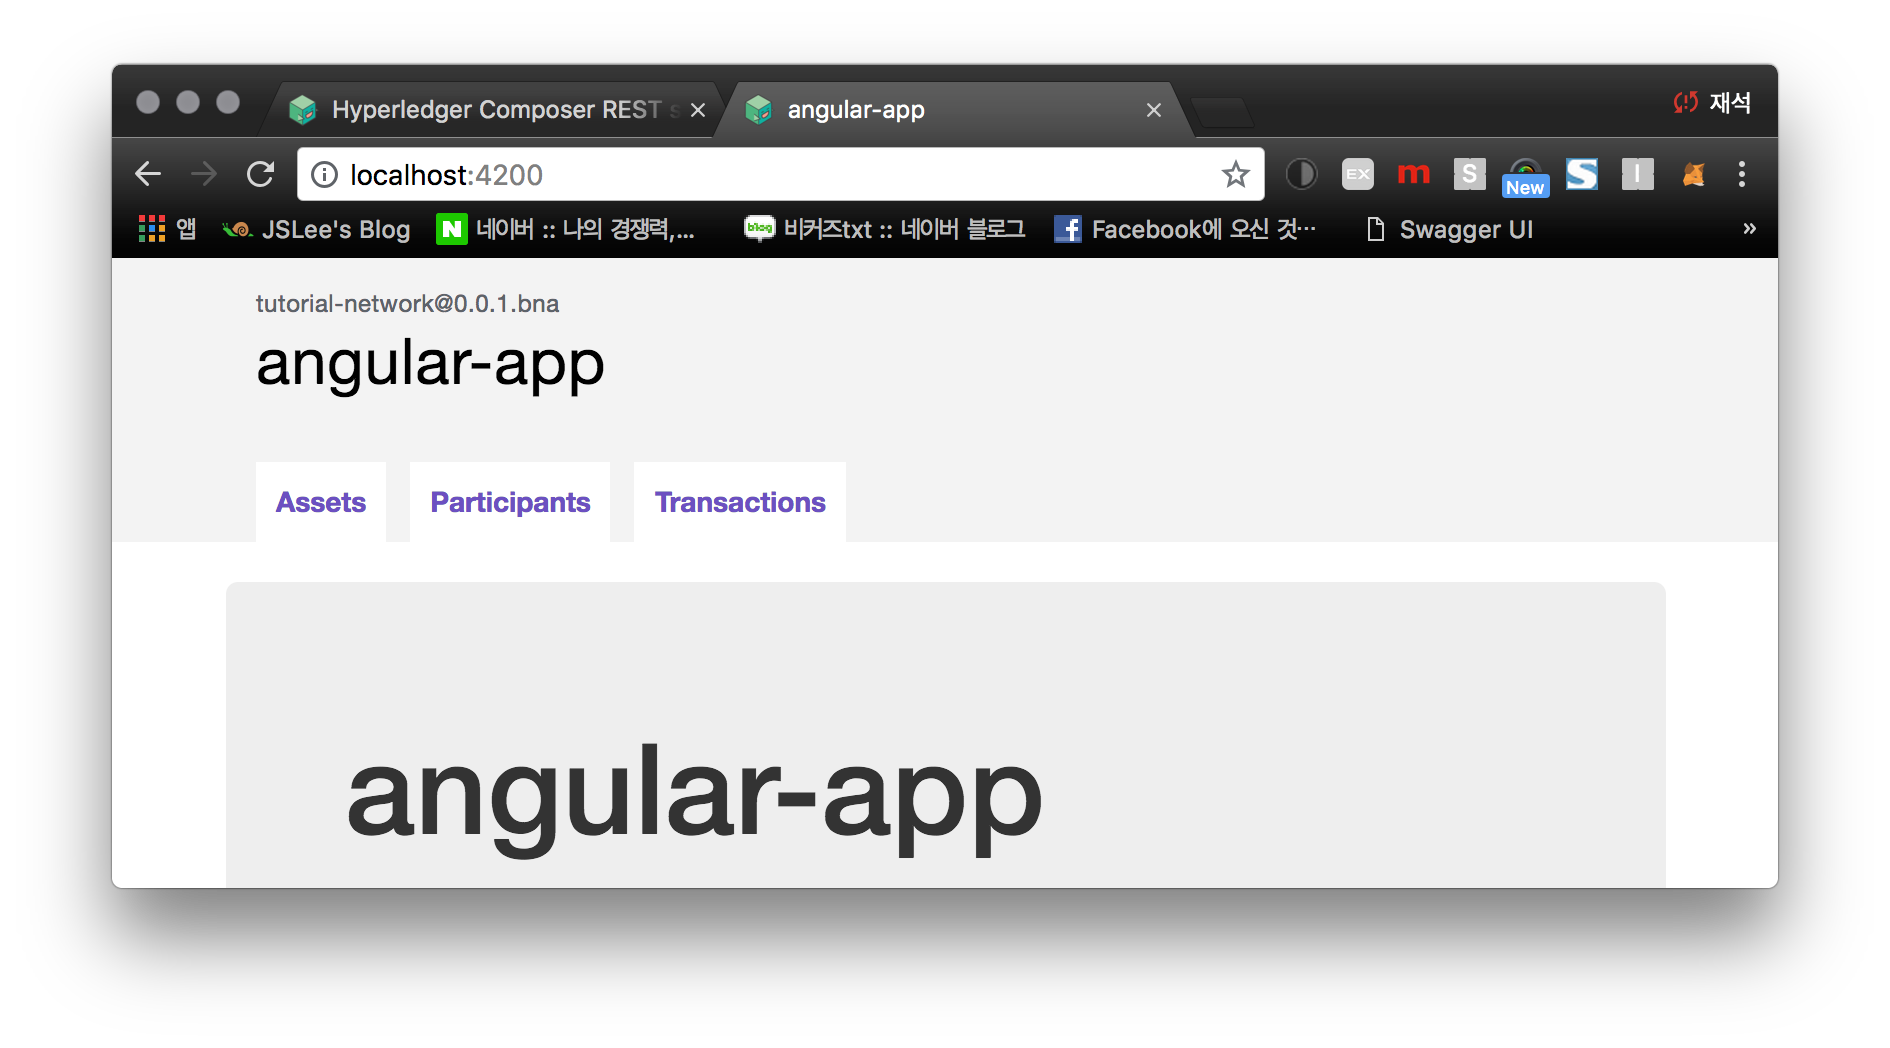 Hyperledger Composer REST s
angular-app
재석
localhost:4200
EX
m
S
New
S
I
앱
JSLee's Blog
N
네이버 :: 나의 경쟁력,...
blog
비커즈txt :: 네이버 블로그
f
Facebook에 오신 것…
Swagger UI
»
tutorial-network@0.0.1.bna
angular-app
Assets
Participants
Transactions
angular-app